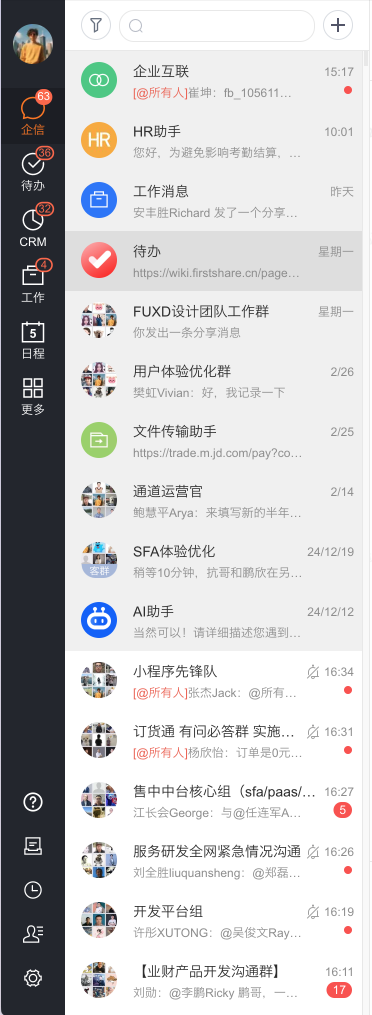 63
企信
36
待办
32
CRM
4
工作
5
日程
更多
企业互联 15:17
[@所有人]崔坤：fb_105611…
HR
HR助手 10:01
您好，为避免影响考勤结算，…
工作消息 昨天
安丰胜Richard 发了一个分享…
待办 星期一
https://wiki.firstshare.cn/page…
FUXD设计团队工作群 星期一
你发出一条分享消息
用户体验优化群 2/26
樊虹Vivian：好，我记录一下
文件传输助手 2/25
https://trade.m.jd.com/pay?co…
通道运营官 2/14
鲍慧平Arya：来填写新的半年…
SFA体验优化 24/12/19
客群
稍等10分钟，抗哥和鹏欣在另…
AI助手 24/12/12
当然可以！请详细描述您遇到…
小程序先锋队 16:34
[@所有人]张杰Jack：@所有…
订货通 有问必答群 实施… 16:31
[@所有人]杨欣怡：订单是0元…
售中中台核心组（sfa/paas/… 16:27
江长会George：与@任连军A… 5
服务研发全网紧急情况沟通 16:26
刘全胜liuquansheng：@郑磊…
开发平台组 16:19
许彤XUTONG：@吴俊文Ray…
【业财产品开发沟通群】 16:11
刘勋：@李鹏Ricky 鹏哥，一… 17